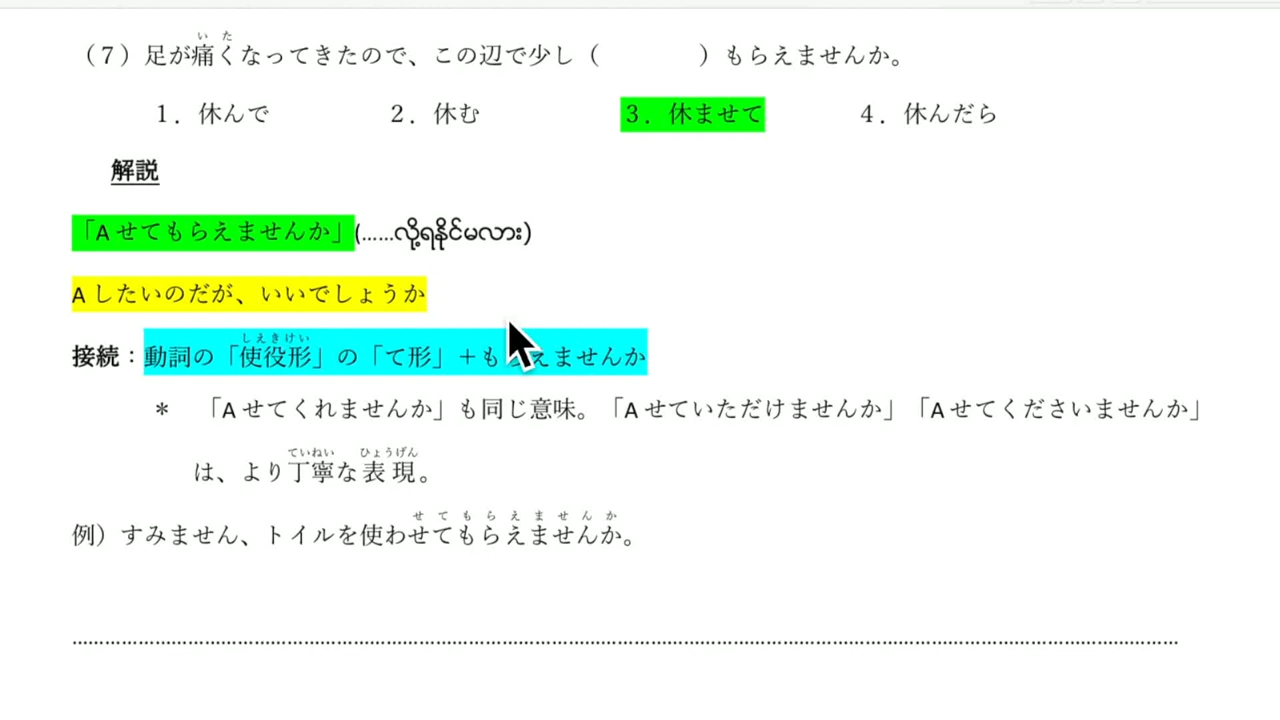 （7）足が痛くなってきたので、この辺で少し（　　　　）もらえませんか。
1．休んで　2．休む　3．休ませて　4．休んだら
解説
「Aせてもらえませんか」(……လို့ရနိုင်မလား)
Aしたいのだが、いいでしょうか
接続：動詞の「使役形」の「て形」＋もらえませんか
＊　「Aせてくれませんか」も同じ意味。「Aせていただけませんか」「Aせてくださいませんか」
は、より丁寧な表現。
例）すみません、トイルを使わせてもらえませんか。